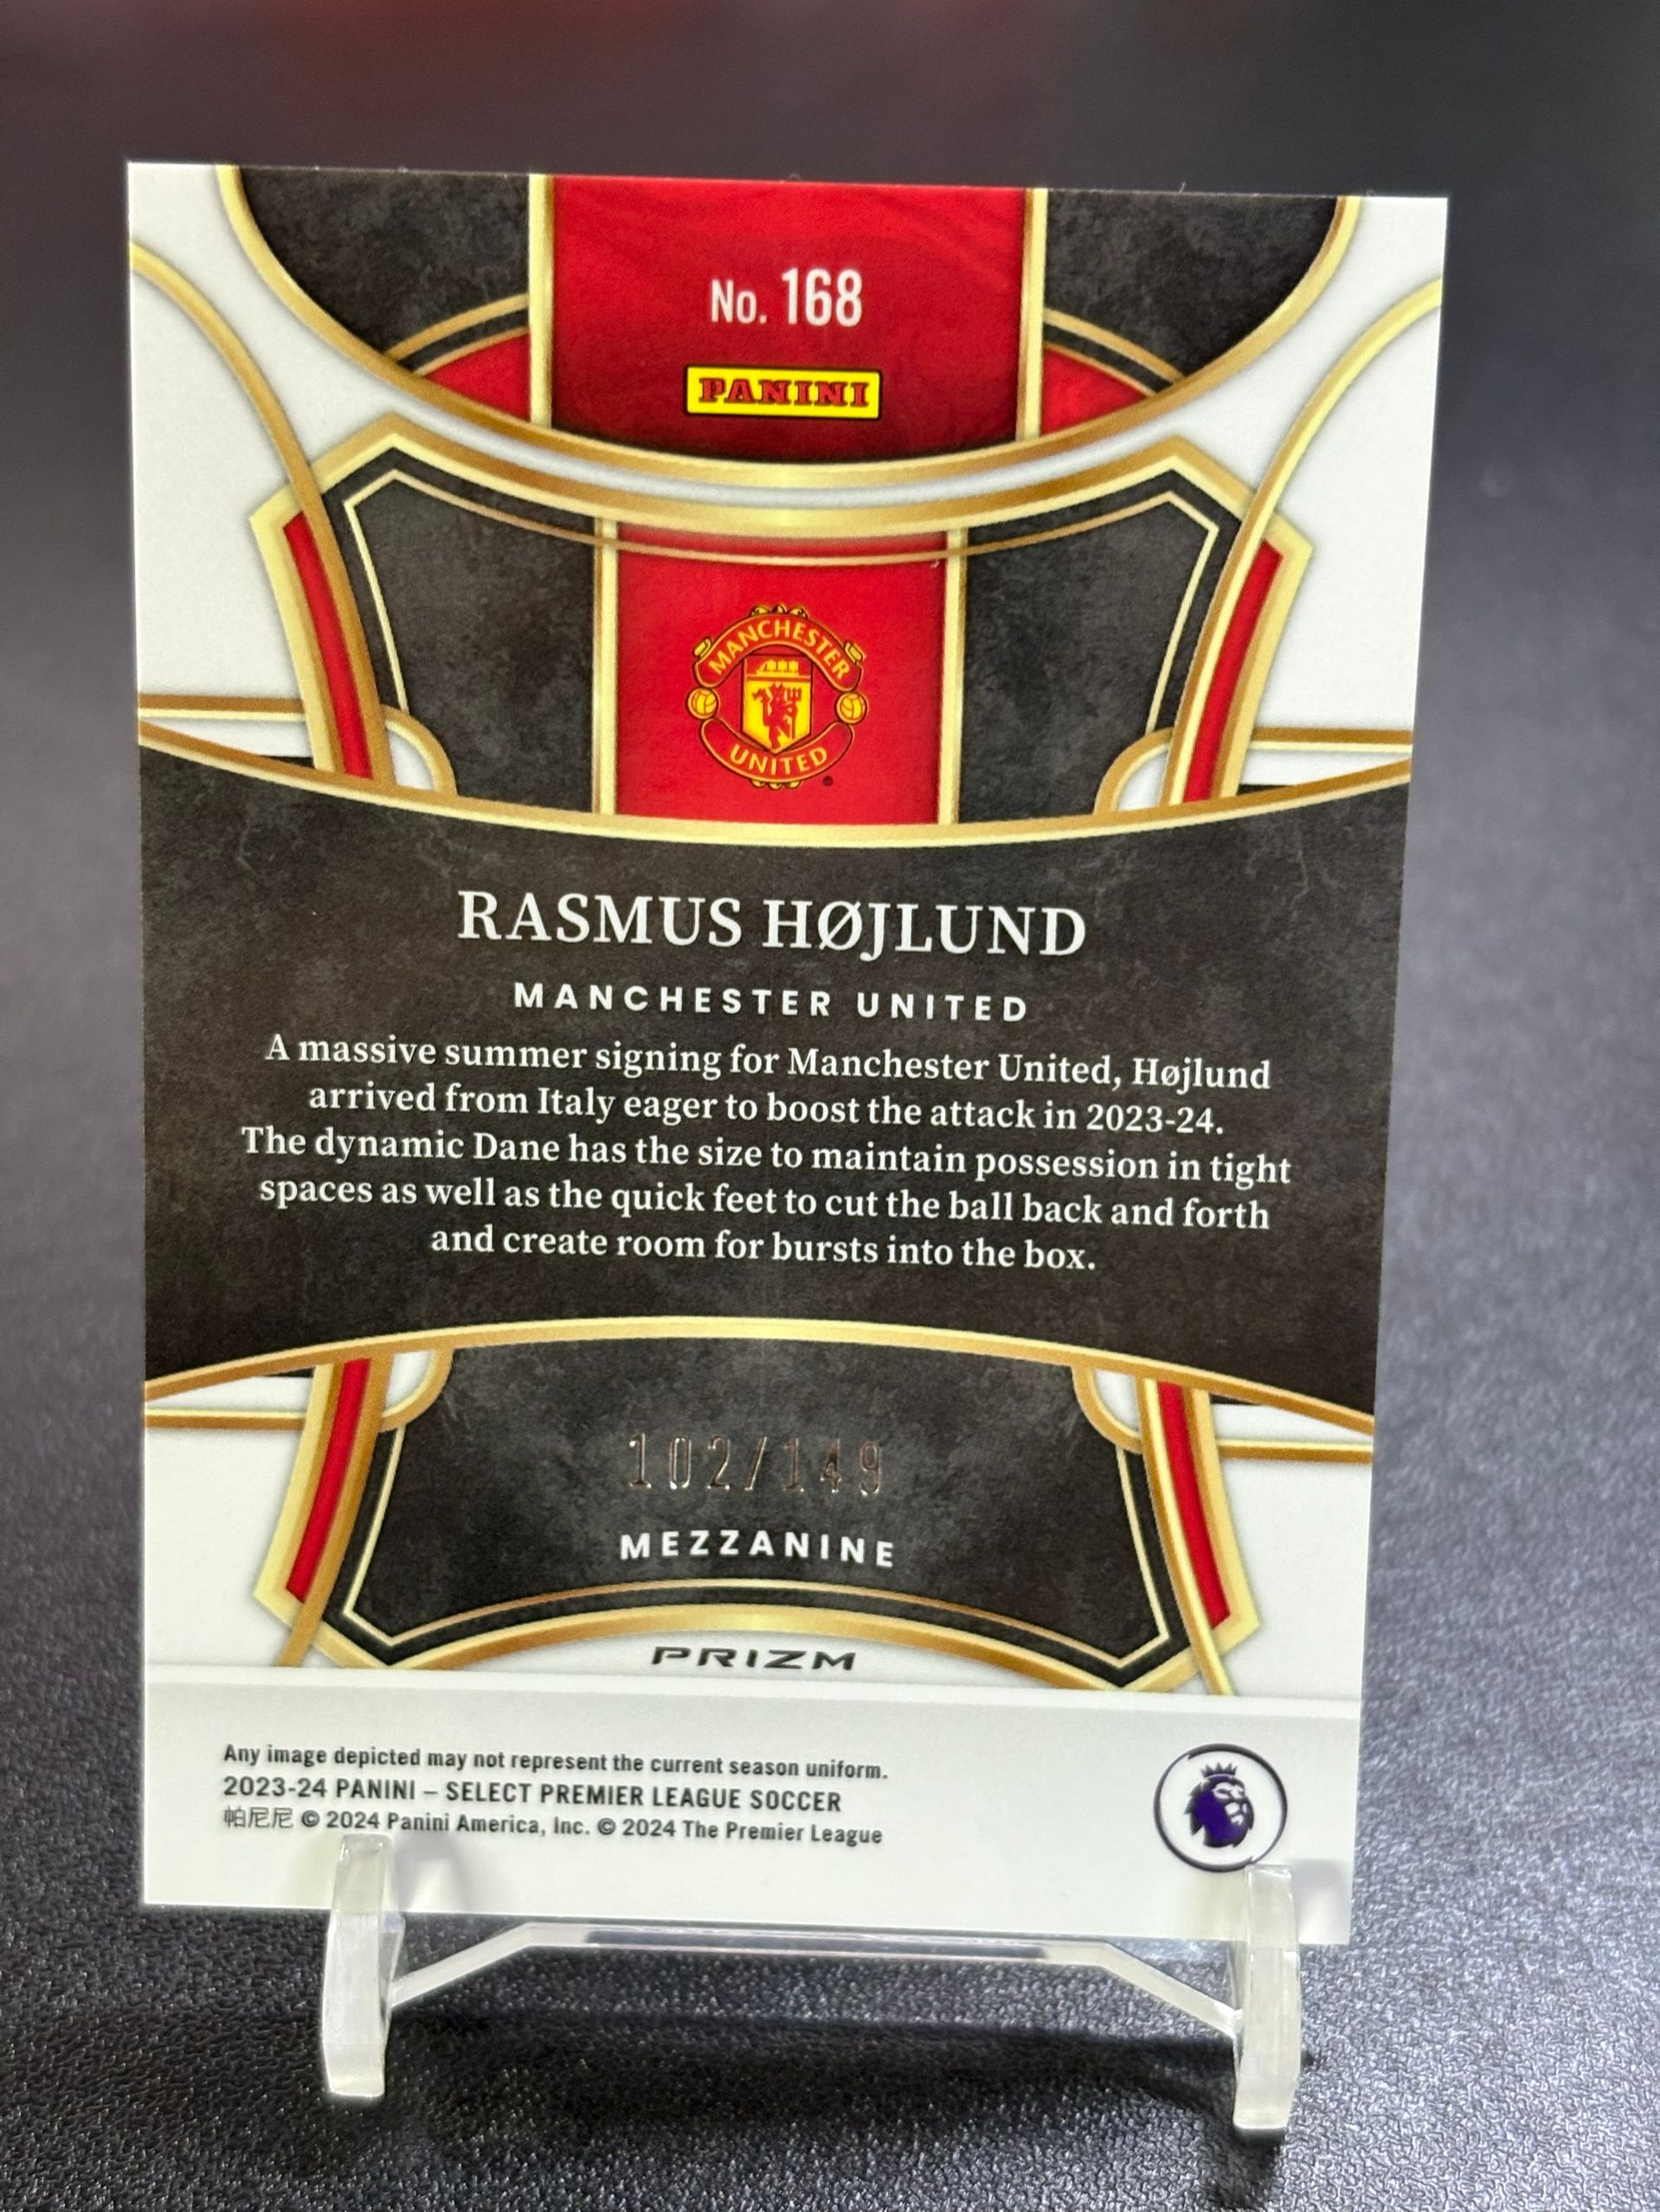 No. 168
PANINI
MANCHESTER
UNITED
RASMUS HØJLUND
MANCHESTER UNITED
A massive summer signing for Manchester United, Højlund
arrived from Italy eager to boost the attack in 2023-24.
The dynamic Dane has the size to maintain possession in tight
spaces as well as the quick feet to cut the ball back and forth
and create room for bursts into the box.
102/149
MEZZANINE
PRIZM
Any image depicted may not represent the current season uniform.
2023-24 PANINI – SELECT PREMIER LEAGUE SOCCER
帕尼尼 © 2024 Panini America, Inc. © 2024 The Premier League